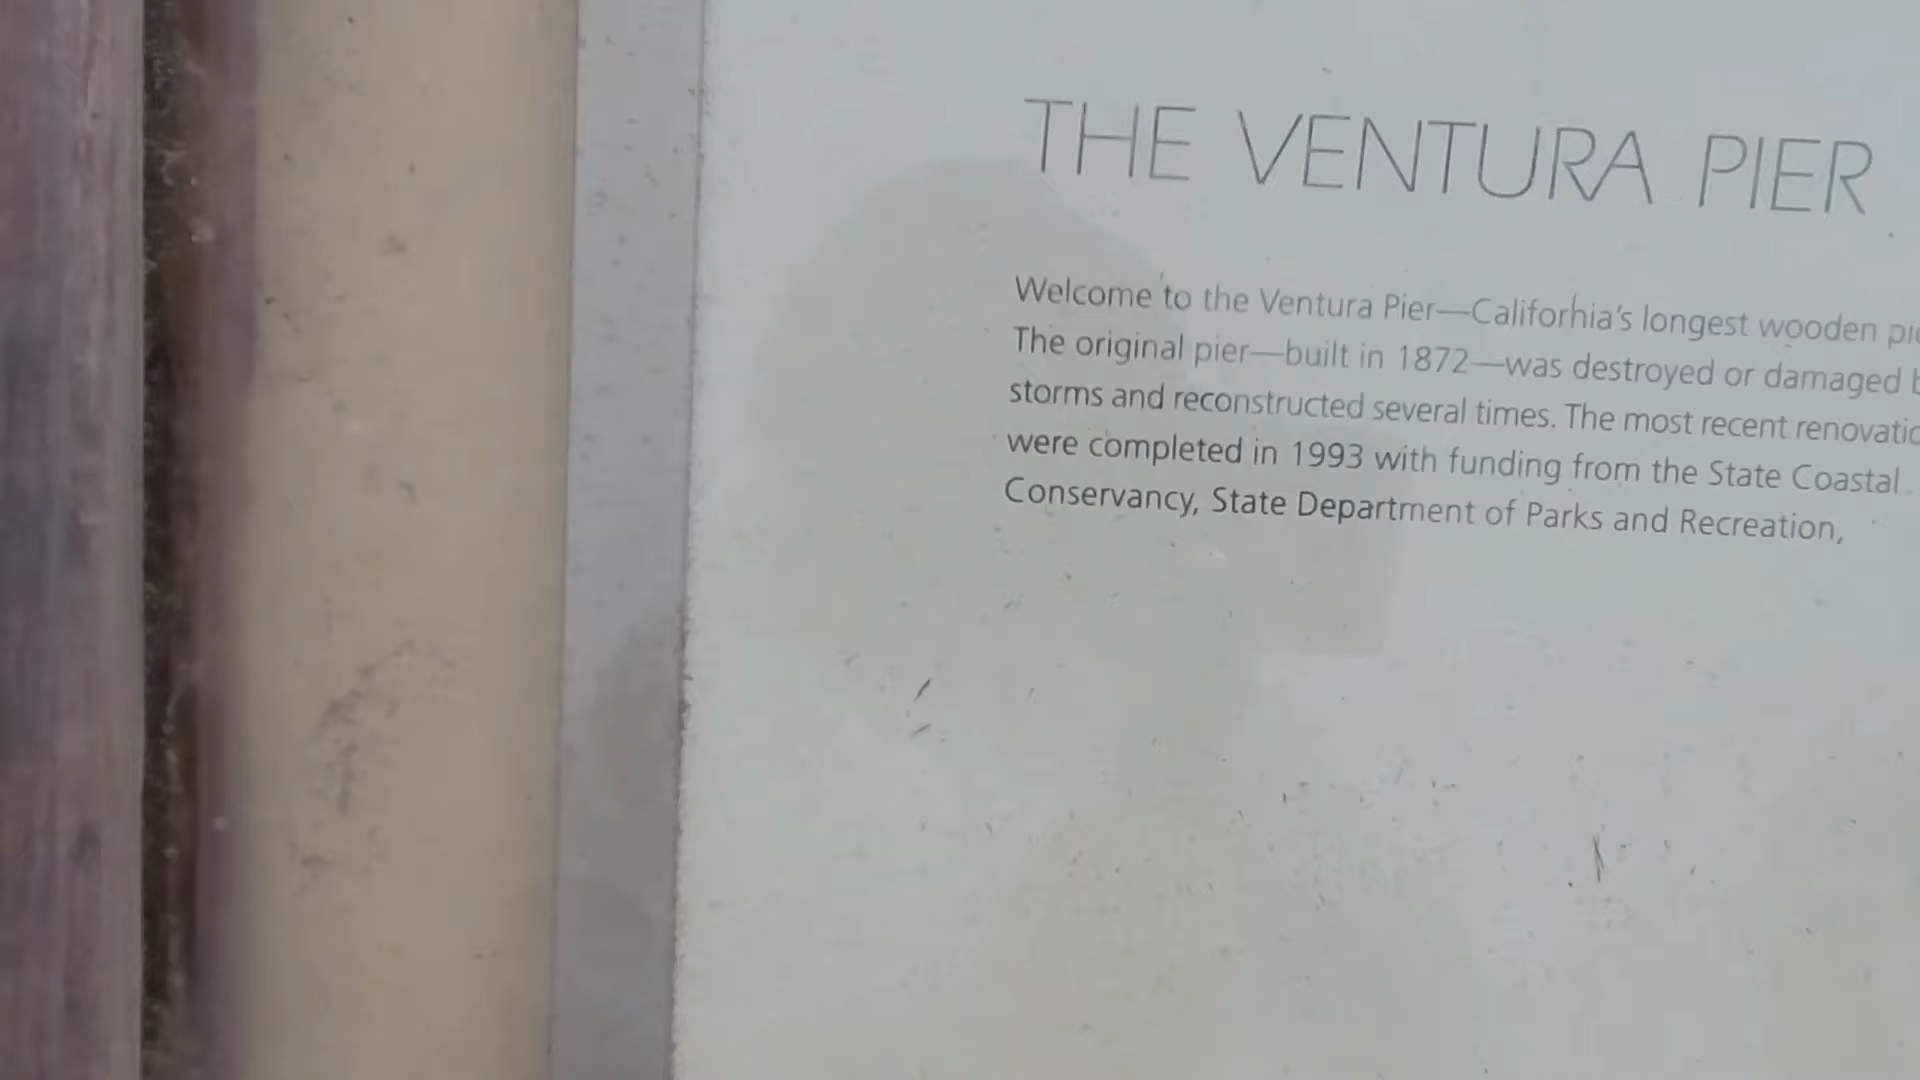 THE VENTURA PIER
Welcome to the Ventura Pier—California's longest wooden
The original pier—built in 1872—was destroyed or damaged
storms and reconstructed several times. The most recent
were completed in 1993 with funding from the State Coastal
Conservancy, State Department of Parks and Recreation,